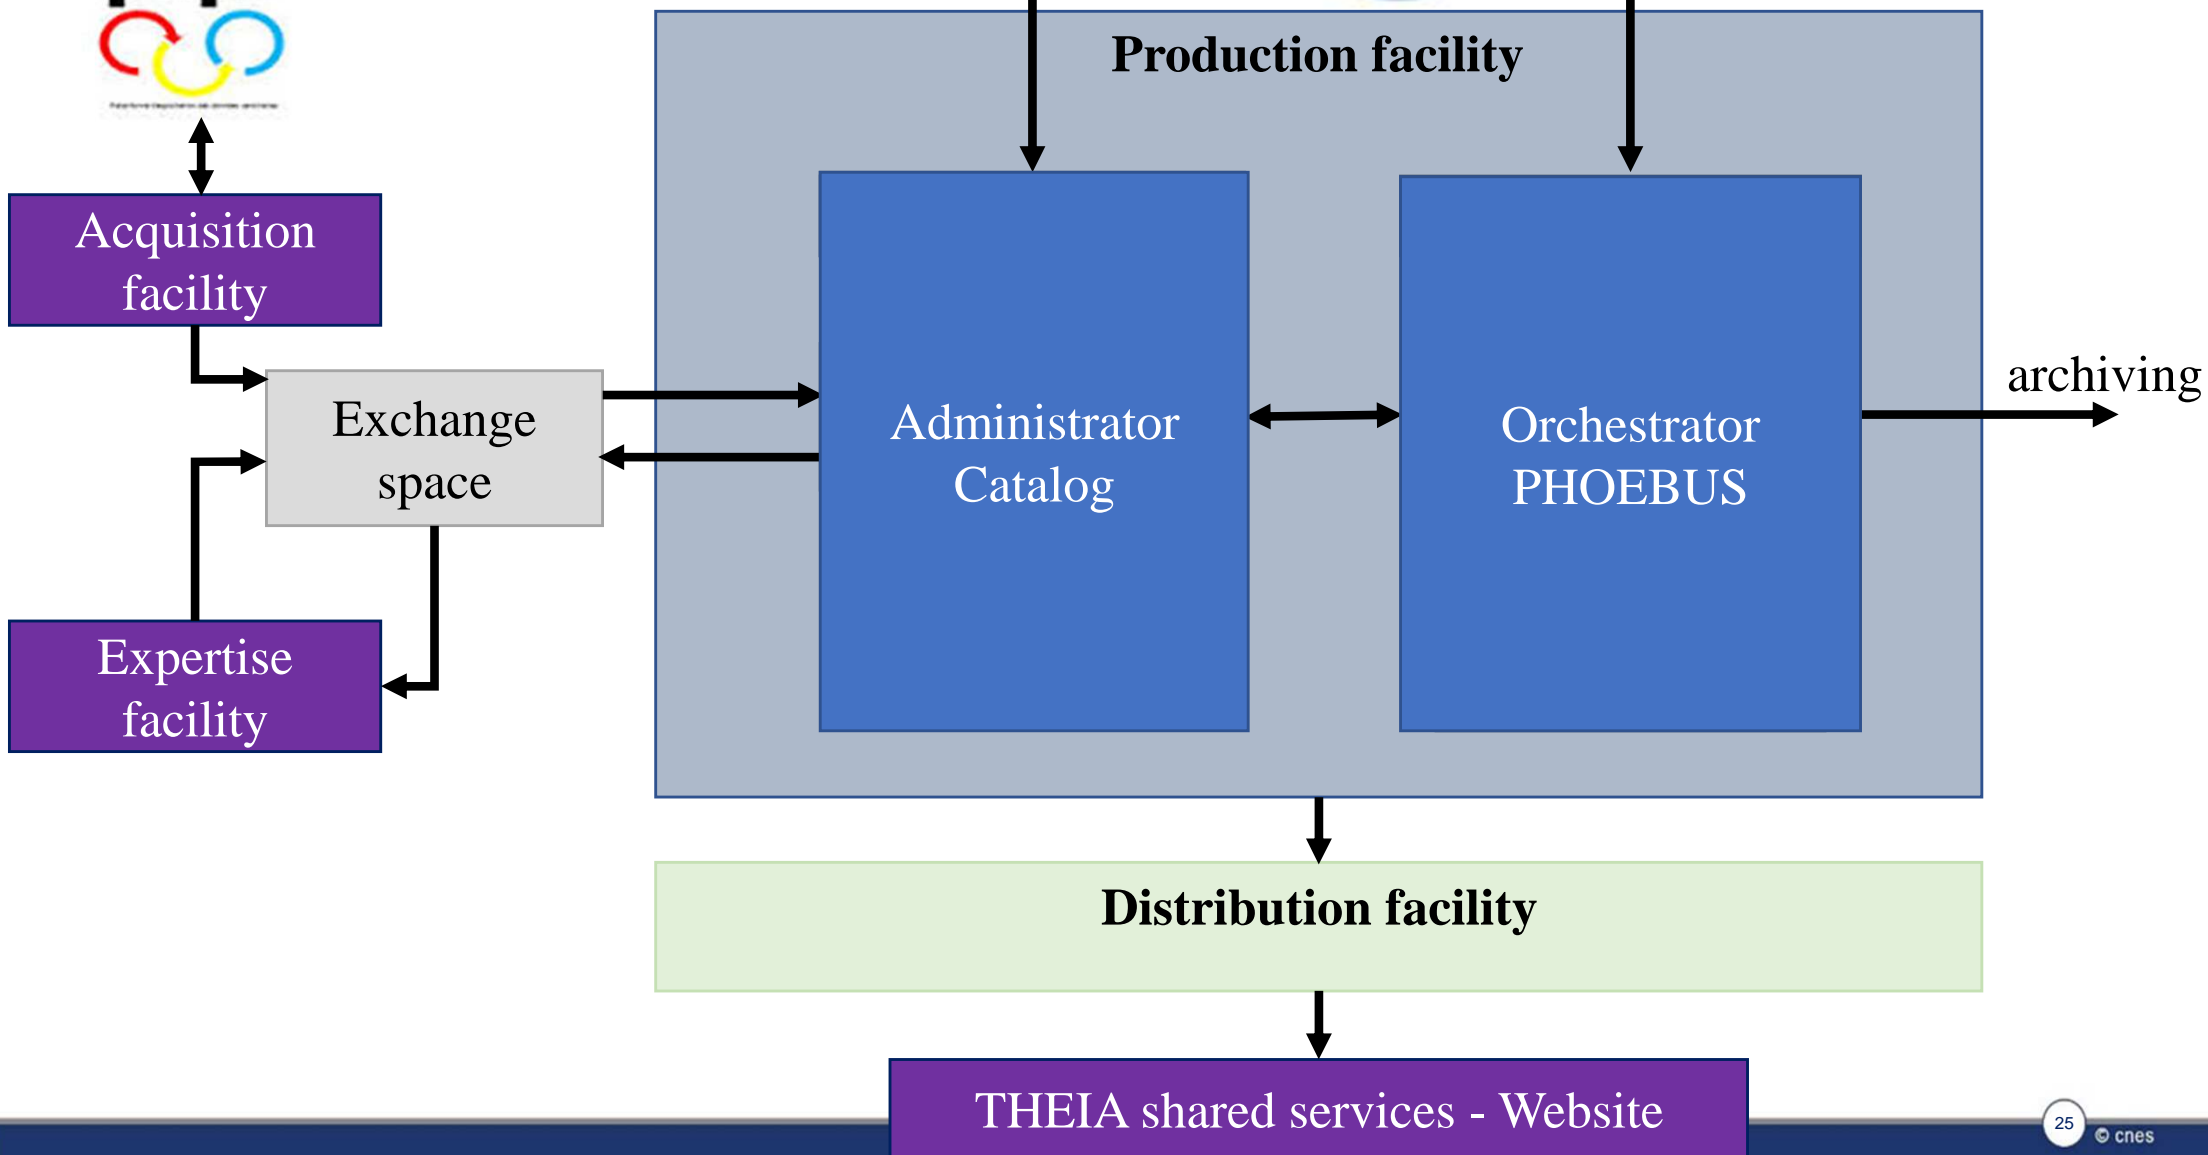 Production facility
Acquisition
facility
Exchange
space
Administrator
Catalog
Orchestrator
PHOEBUS
archiving
Expertise
facility
Distribution facility
THEIA shared services - Website
25
© cnes